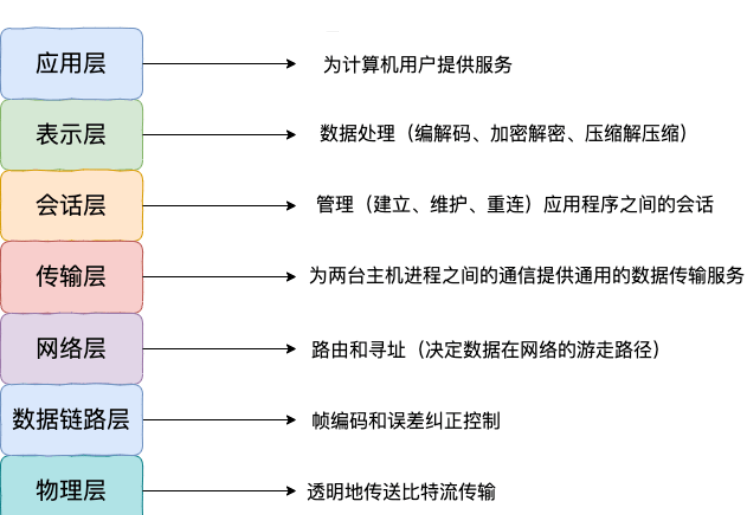 应用层 为计算机用户提供服务
表示层 数据处理（编解码、加密解密、压缩解压缩）
会话层 管理（建立、维护、重连）应用程序之间的会话
传输层 为两台主机进程之间的通信提供通用的数据传输服务
网络层 路由和寻址（决定数据在网络的游走路径）
数据链路层 帧编码和误差纠正控制
物理层 透明地传送比特流传输